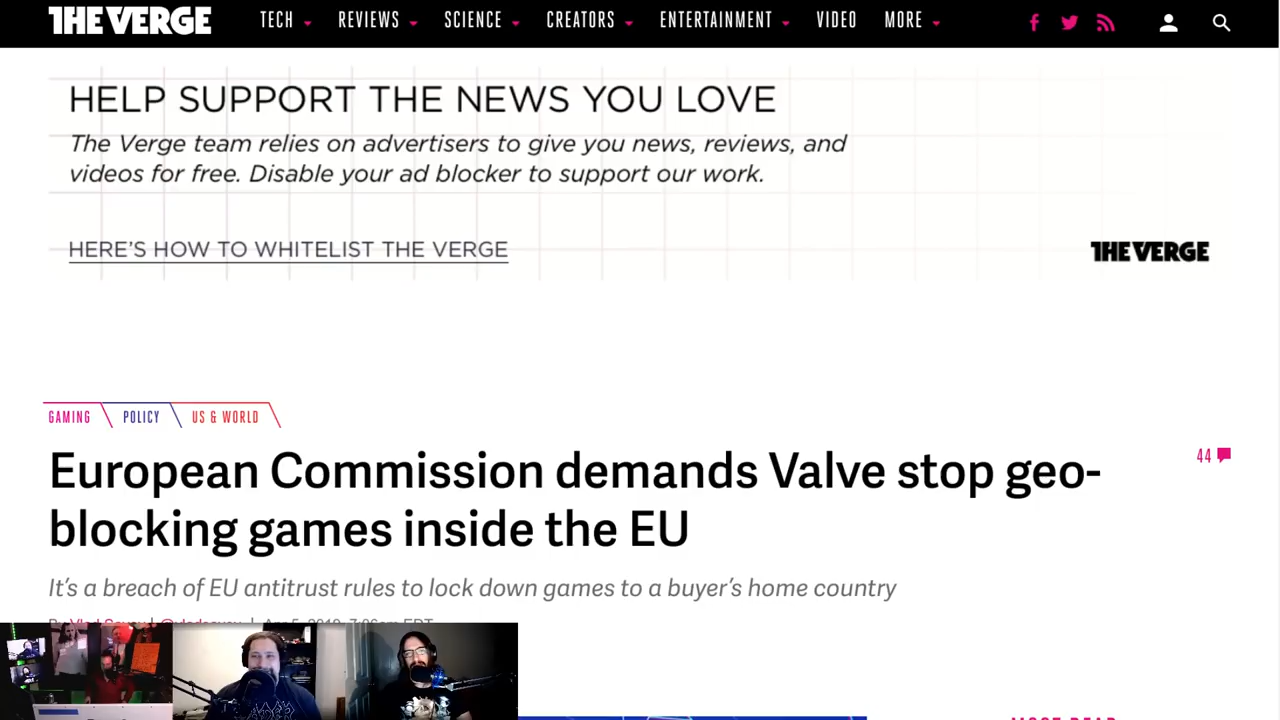 THE VERGE
TECH REVIEWS SCIENCE CREATORS ENTERTAINMENT VIDEO MORE
HELP SUPPORT THE NEWS YOU LOVE
The Verge team relies on advertisers to give you news, reviews, and
videos for free. Disable your ad blocker to support our work.
HERE'S HOW TO WHITELIST THE VERGE
THE VERGE
GAMING POLICY US & WORLD
European Commission demands Valve stop geo-
blocking games inside the EU
44
It's a breach of EU antitrust rules to lock down games to a buyer's home country